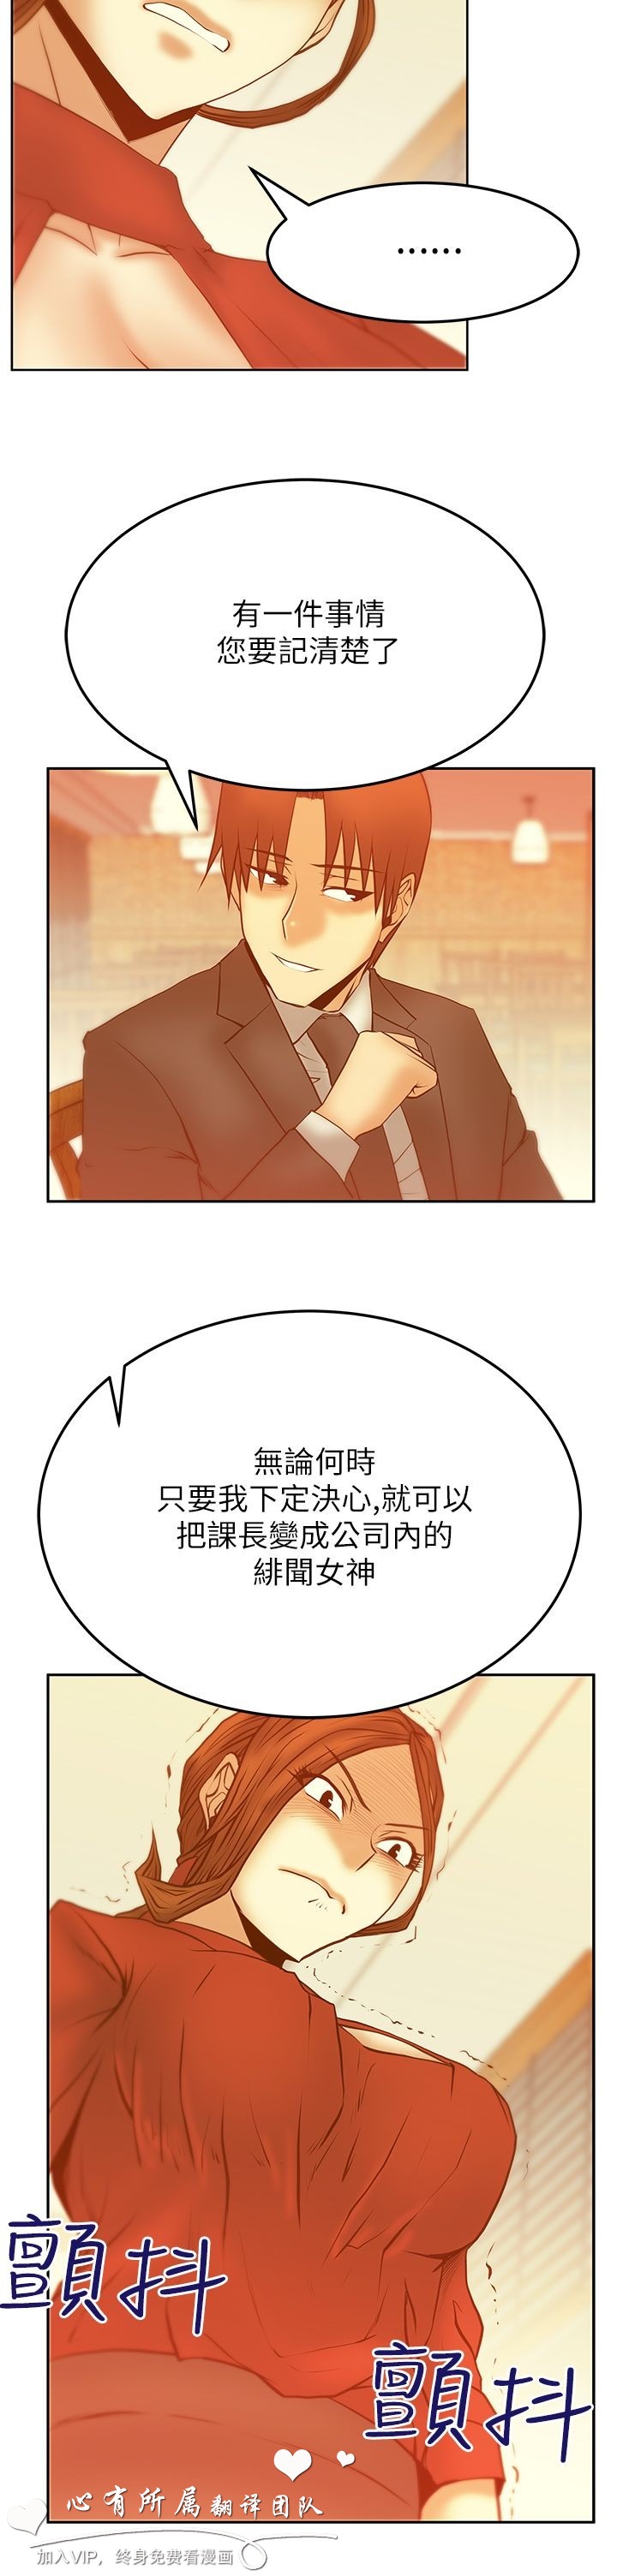 ......
有一件事情
您要記清楚了
無論何時
只要我下定決心,就可以
把課長變成公司內的
緋聞女神
顫抖
顫抖
心有所属翻译团队
加入VIP，终身免费看漫画